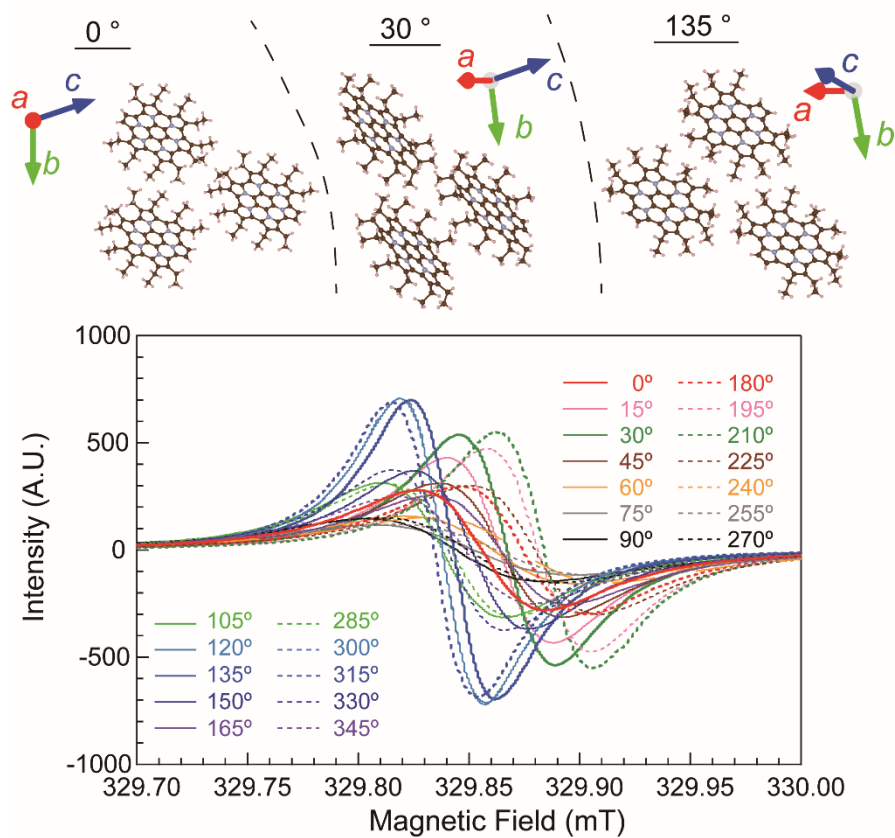 0 °
30 °
135 °
a
c
b
a
c
b
c
a
b
1000
500
0
-500
-1000
Intensity (A.U.)
0º 180º
15º 195º
30º 210º
45º 225º
60º 240º
75º 255º
90º 270º
105º 285º
120º 300º
135º 315º
150º 330º
165º 345º
329.70 329.75 329.80 329.85 329.90 329.95 330.00
Magnetic Field (mT)